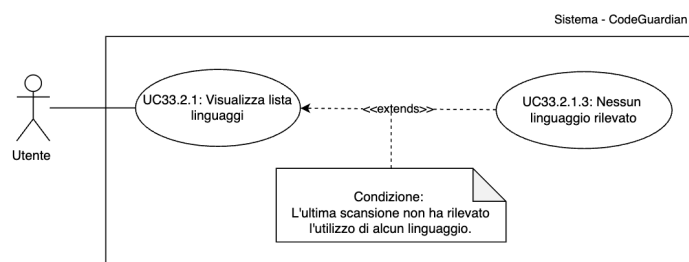 Sistema - CodeGuardian
UC33.2.1: Visualizza lista
linguaggi
<<extends>>
UC33.2.1.3: Nessun
linguaggio rilevato
Utente
Condizione:
L'ultima scansione non ha rilevato
l'utilizzo di alcun linguaggio.